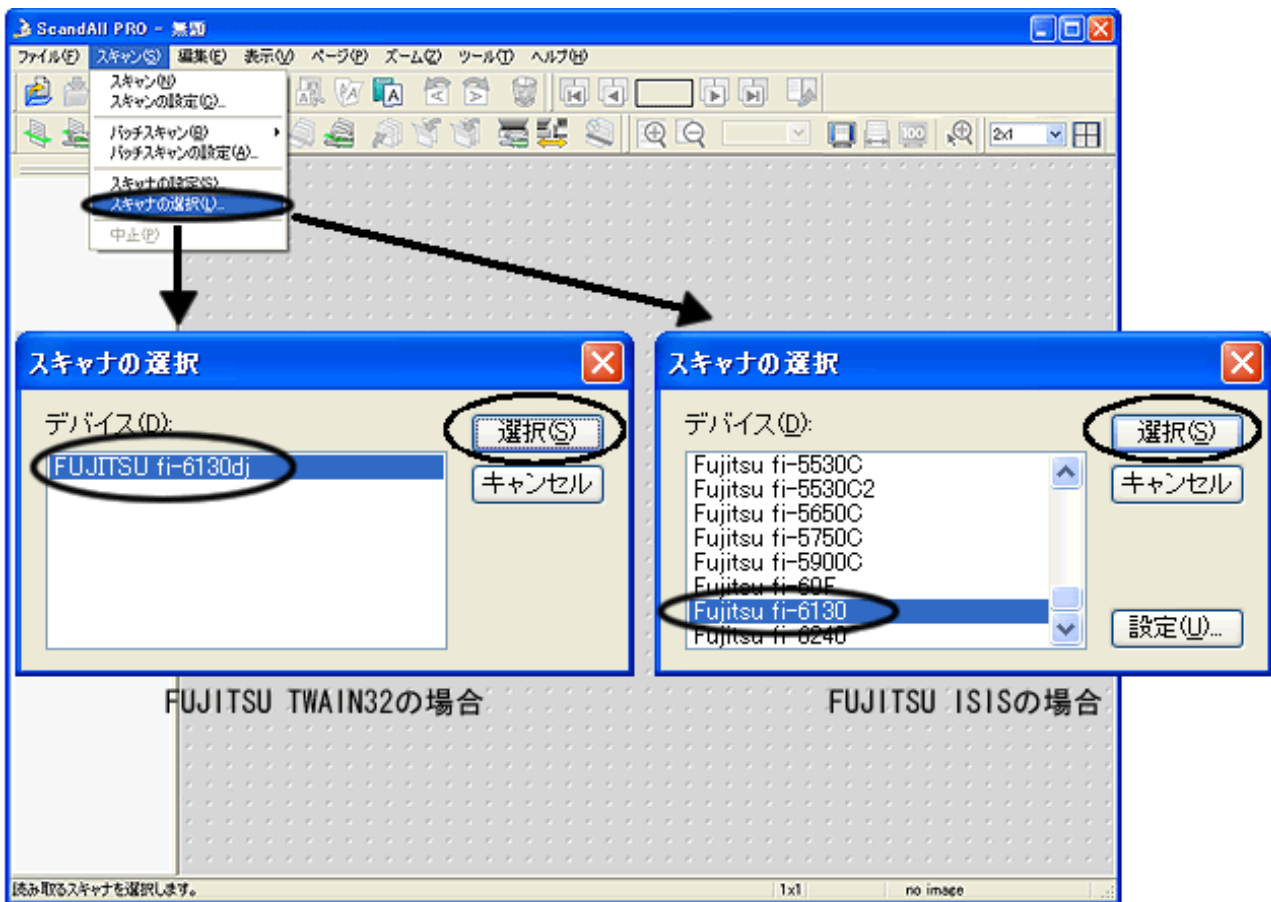 ScandAll PRO - 無題
ファイル(F) スキャン(S) 編集(E) 表示(V) ページ(P) ズーム(Z) ツール(T) ヘルプ(H)
スキャン(N)
スキャンの設定(C)...
バッチスキャン(B)
バッチスキャンの設定(A)...
スキャナの設定(S)
スキャナの選択(L)...
中止(P)
100
2x1
スキャナの選択
デバイス(D):
選択(S)
FUJITSU fi-6130dj
キャンセル
FUJITSU TWAIN32の場合
スキャナの選択
デバイス(D):
選択(S)
Fujitsu fi-5530C
キャンセル
Fujitsu fi-5530C2
Fujitsu fi-5650C
Fujitsu fi-5750C
Fujitsu fi-5900C
Fujitsu fi-60F
Fujitsu fi-6130
設定(U)...
Fujitsu fi-6240
FUJITSU ISISの場合
読み取るスキャナを選択します。 1x1 no image